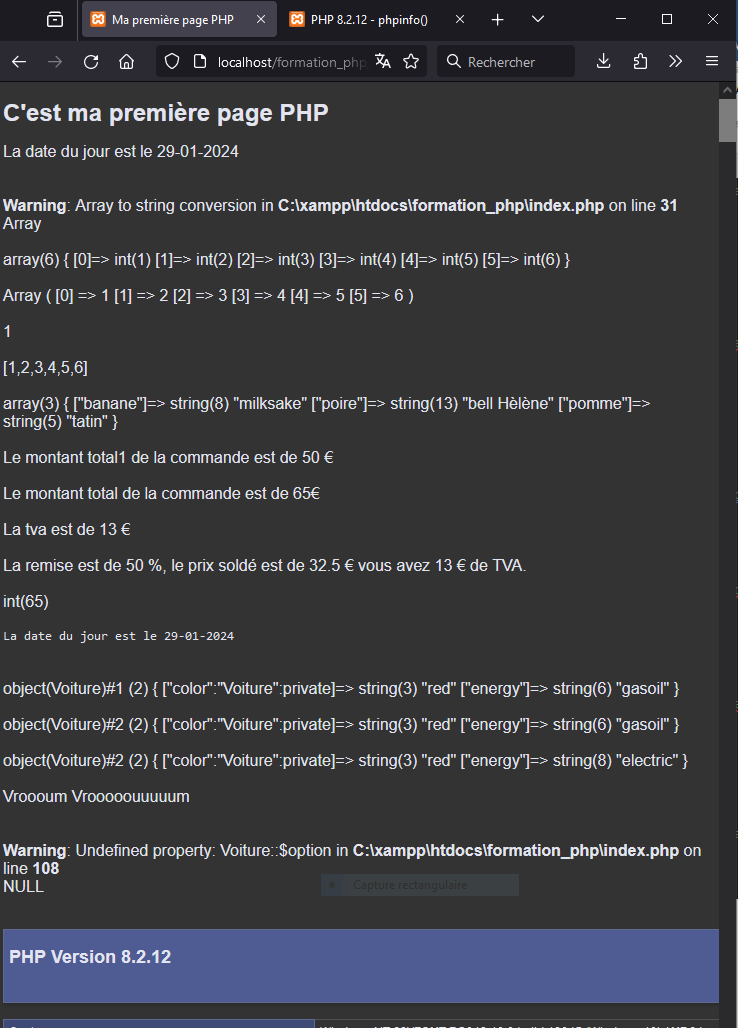 Ma première page PHP
PHP 8.2.12 - phpinfo()
localhost/formation_php
Rechercher
C'est ma première page PHP
La date du jour est le 29-01-2024
Warning: Array to string conversion in C:\xampp\htdocs\formation_php\index.php on line 31
Array
array(6) { [0]=> int(1) [1]=> int(2) [2]=> int(3) [3]=> int(4) [4]=> int(5) [5]=> int(6) }
Array ( [0] => 1 [1] => 2 [2] => 3 [3] => 4 [4] => 5 [5] => 6 )
1
[1,2,3,4,5,6]
array(3) { ["banane"]=> string(8) "milksake" ["poire"]=> string(13) "bell Hèlène" ["pomme"]=>
string(5) "tatin" }
Le montant total1 de la commande est de 50 €
Le montant total de la commande est de 65€
La tva est de 13 €
La remise est de 50 %, le prix soldé est de 32.5 € vous avez 13 € de TVA.
int(65)
La date du jour est le 29-01-2024
object(Voiture)#1 (2) { ["color":"Voiture":private]=> string(3) "red" ["energy"]=> string(6) "gasoil" }
object(Voiture)#2 (2) { ["color":"Voiture":private]=> string(3) "red" ["energy"]=> string(6) "gasoil" }
object(Voiture)#2 (2) { ["color":"Voiture":private]=> string(3) "red" ["energy"]=> string(8) "electric" }
Vroooum Vrooooouuuuum
Warning: Undefined property: Voiture::$option in C:\xampp\htdocs\formation_php\index.php on
line 108
NULL
Capture rectangulaire
PHP Version 8.2.12